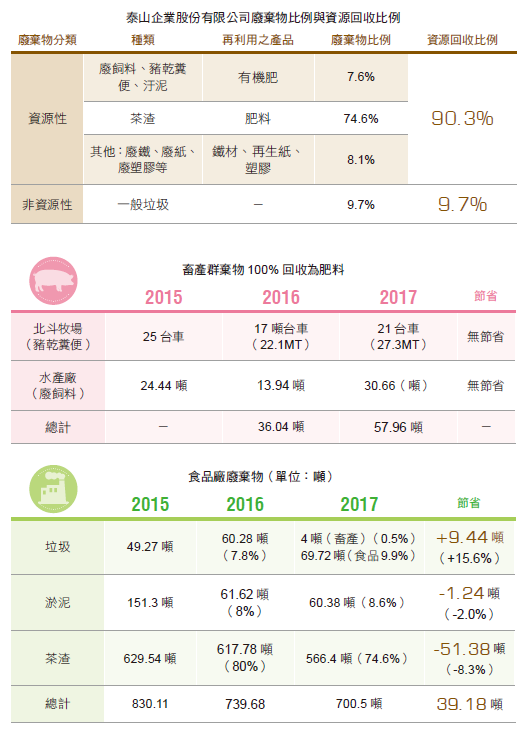 泰山企業股份有限公司廢棄物比例與資源回收比例
廢棄物分類 種類 再利用之產品 廢棄物比例 資源回收比例
資源性
廢飼料、豬乾糞
便、汙泥
有機肥 7.6%
茶渣 肥料 74.6%
90.3%
其他：廢鐵、廢紙、
廢塑膠等
鐵材、再生紙、
塑膠
8.1%
非資源性 一般垃圾 － 9.7% 9.7%
畜產群棄物 100% 回收為肥料
2015 2016 2017 節省
北斗牧場
（豬乾糞便）
25 台車
17 噸台車
（22.1MT）
21 台車
（27.3MT）
無節省
水產廠
（廢飼料）
24.44 噸 13.94 噸 30.66（噸） 無節省
總計 － 36.04 噸 57.96 噸 －
食品廠廢棄物（單位：噸）
2015 2016 2017 節省
垃圾 49.27 噸
60.28 噸
（7.8%）
4 噸（畜產）（0.5%）
69.72 噸（食品 9.9%）
+9.44 噸
（+15.6%）
淤泥 151.3 噸
61.62 噸
（8%）
60.38 噸（8.6%）
-1.24 噸
（-2.0%）
茶渣 629.54 噸
617.78 噸
（80%）
566.4 噸（74.6%）
-51.38 噸
（-8.3%）
總計 830.11 739.68 700.5 噸 39.18 噸